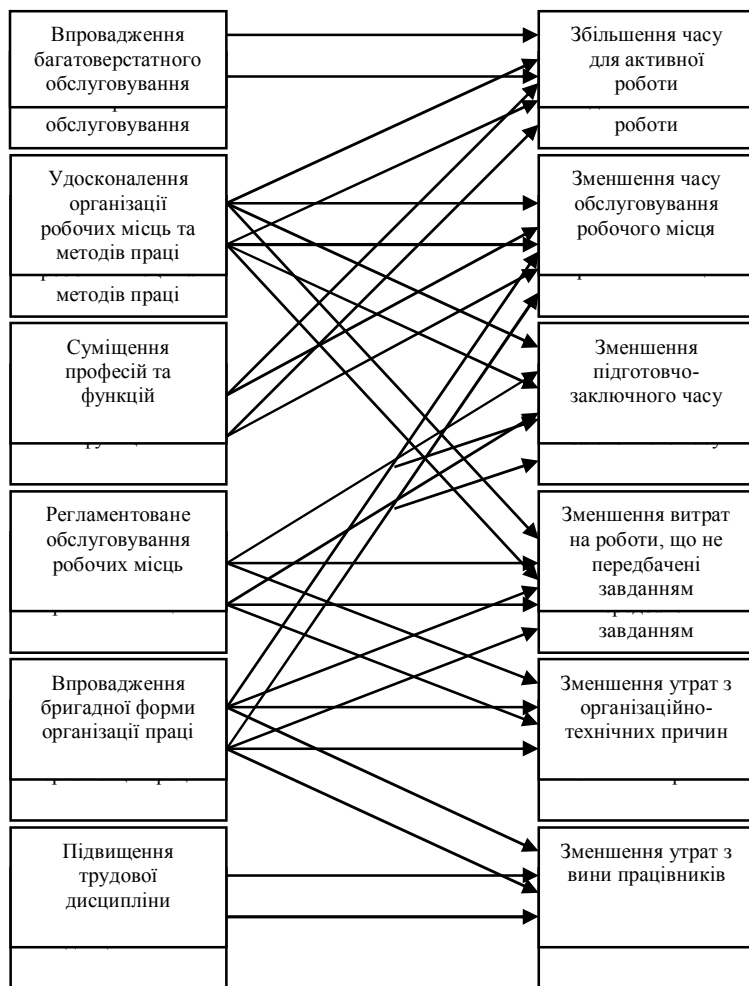 Впровадження
багатоверстатного
обслуговування
обслуговування
Удосконалення
організації
робочих місць та
методів праці
методів праці
Суміщення
професій та
функцій
Регламентоване
обслуговування
робочих місць
Впровадження
бригадної форми
організації праці
Підвищення
трудової
дисципліни
Збільшення часу
для активної
роботи
роботи
Зменшення часу
обслуговування
робочого місця
Зменшення
підготовчо-
заключного часу
Зменшення витрат
на роботи, що не
передбачені
завданням
завданням
Зменшення утрат з
організаційно-
технічних причин
Зменшення утрат з
вини працівників